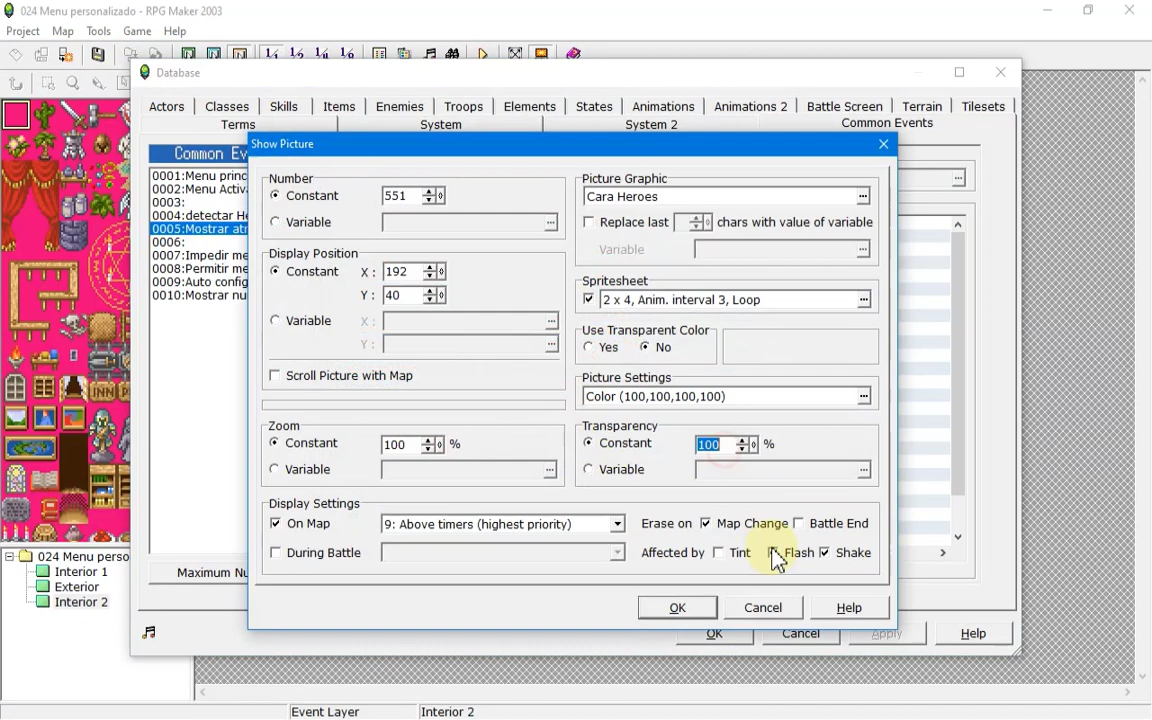 024 Menu personalizado - RPG Maker 2003
Project Map Tools Game Help
Database
Actors Classes Skills Items Enemies Troops Elements States Animations Animations 2 Battle Screen Terrain Tilesets
Terms System System 2 Common Events
Common Ev
0001:Menu princ
0002:Menu Activ
0003:
0004:detectar He
0005:Mostrar atr
0006:
0007:Impedir me
0008:Permitir me
0009:Auto config
0010:Mostrar nu
Maximum Nu
Show Picture
Number
Constant 551
Variable
Display Position
Constant X: 192
Y: 40
Variable X:
Y:
Scroll Picture with Map
Zoom
Constant 100 %
Variable
Picture Graphic
Cara Heroes
Replace last chars with value of variable
Variable
Spritesheet
2 x 4, Anim. interval 3, Loop
Use Transparent Color
Yes No
Picture Settings
Color (100,100,100,100)
Transparency
Constant 100 %
Variable
Display Settings
On Map 9: Above timers (highest priority) Erase on Map Change Battle End
During Battle Affected by Tint Flash Shake
OK Cancel Help
OK Cancel Apply Help
024 Menu perso
Interior 1
Exterior
Interior 2
Event Layer Interior 2